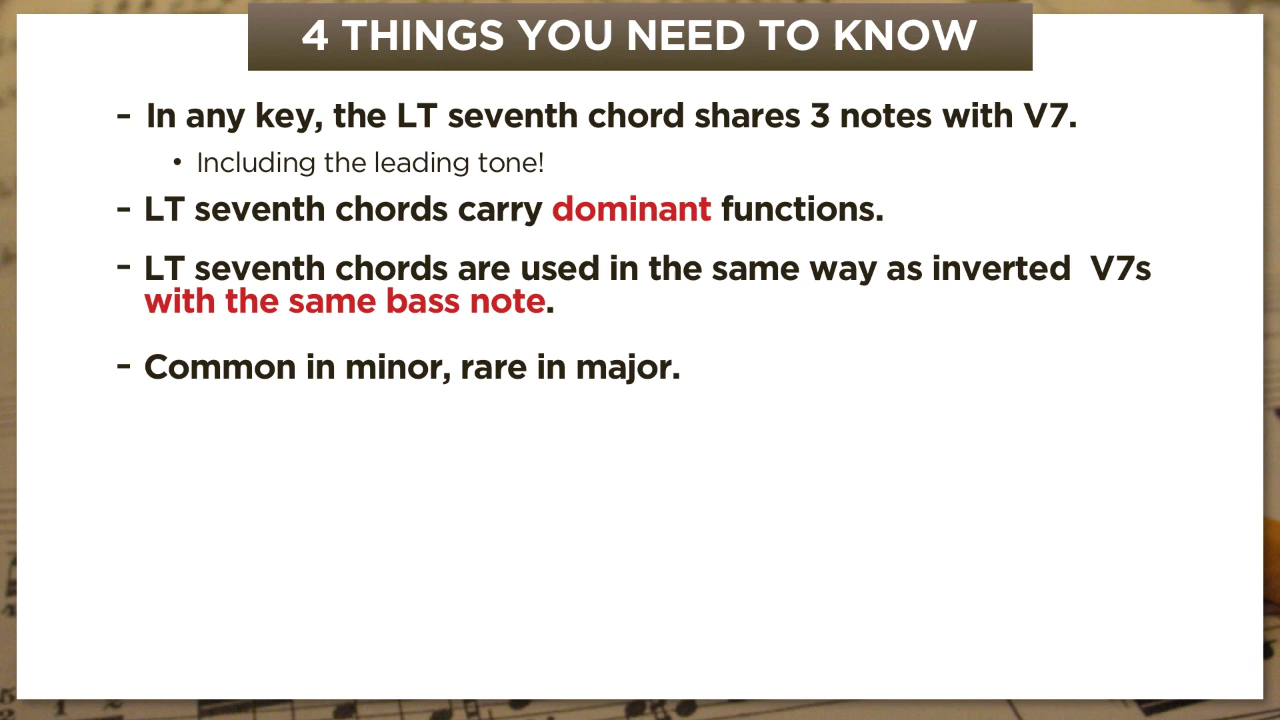 4 THINGS YOU NEED TO KNOW
- In any key, the LT seventh chord shares 3 notes with V7.
• Including the leading tone!
- LT seventh chords carry dominant functions.
- LT seventh chords are used in the same way as inverted V7s
with the same bass note.
- Common in minor, rare in major.